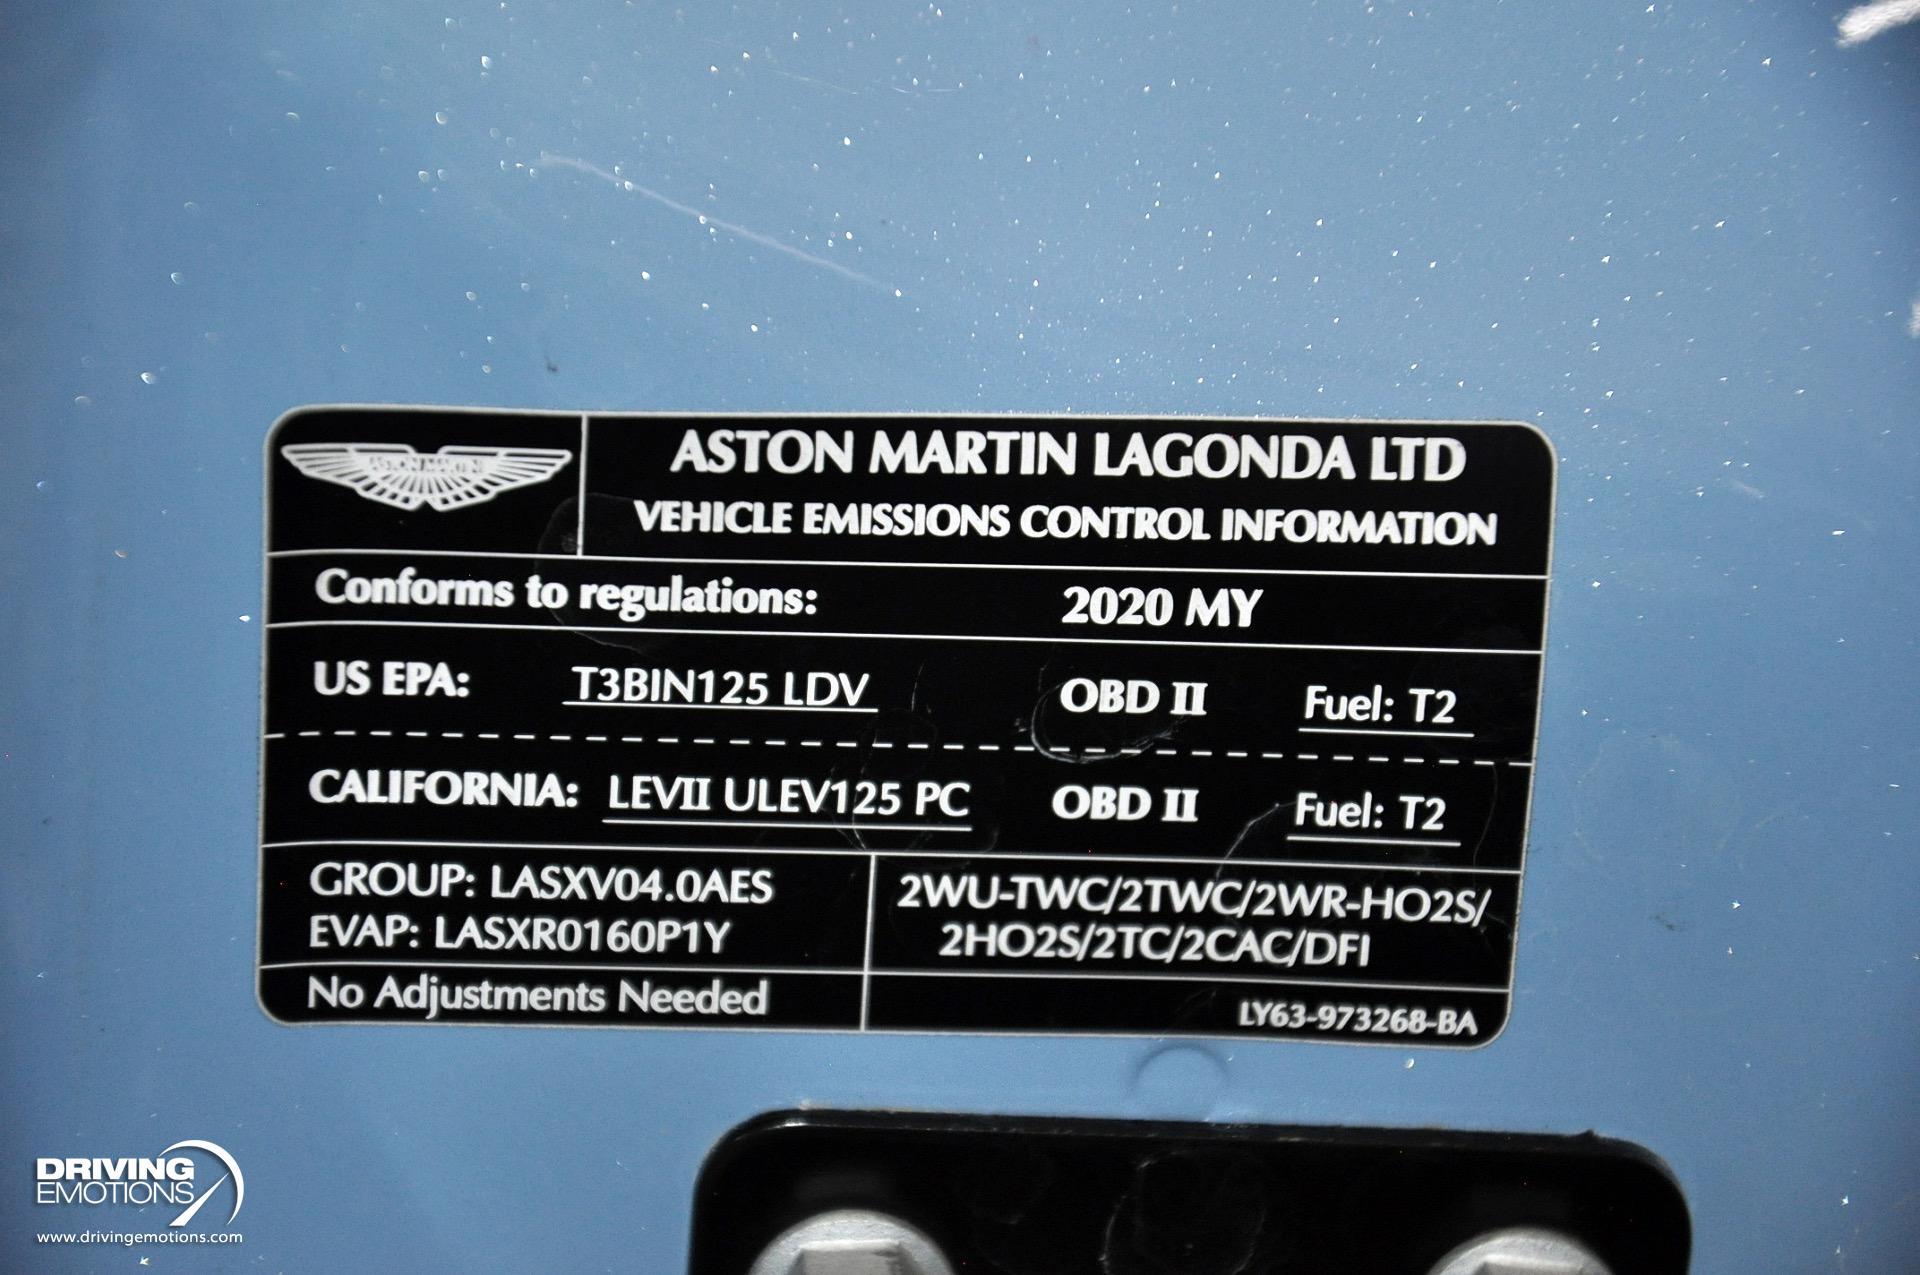 ASTON MARTIN
ASTON MARTIN LAGONDA LTD
VEHICLE EMISSIONS CONTROL INFORMATION
Conforms to regulations: 2020 MY
US EPA: T3BIN125 LDV OBD II Fuel: T2
CALIFORNIA: LEVII ULEV125 PC OBD II Fuel: T2
GROUP: LASXV04.0AES
EVAP: LASXR0160P1Y
2WU-TWC/2TWC/2WR-HO2S/
2HO2S/2TC/2CAC/DFI
No Adjustments Needed
LY63-973268-BA
DRIVING
EMOTIONS
www.drivingemotions.com